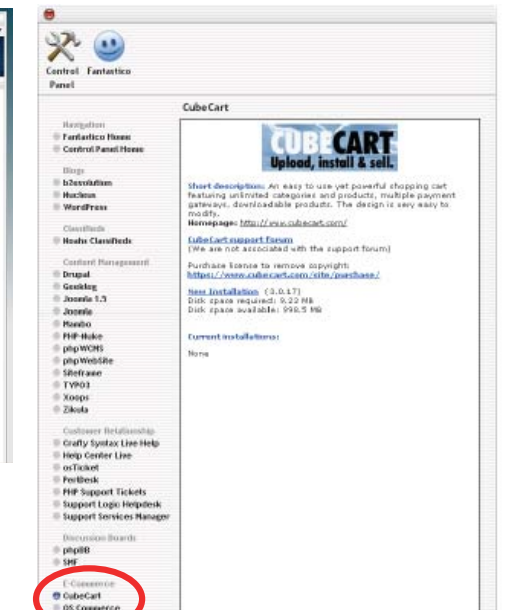 Control Fantastico
Panel
CubeCart
Navigation
Fantastico Home
Control Panel Home
Blogs
b2evolution
Nucleus
WordPress
Classifieds
Noahs Classifieds
Content Management
Drupal
Geeklog
Joomla 1.5
Joomla
Mambo
PHP-Nuke
phpWCMS
phpWebSite
Siteframe
TYPO3
Xoops
Zikula
Customer Relationship
Crafty Syntax Live Help
Help Center Live
osTicket
PerlDesk
PHP Support Tickets
Support Logic Helpdesk
Support Services Manager
Discussion Boards
phpBB
SMF
E-Commerce
CubeCart
OS Commerce
CUBECART
Upload, install & sell.
Short description: An easy to use yet powerful shopping cart
featuring unlimited categories and products, multiple payment
gateways, downloadable products. The design is very easy to
modify.
Homepage: http://www.cubecart.com/
CubeCart support forum
(We are not associated with the support forum)
Purchase license to remove copyright:
https://www.cubecart.com/site/purchase/
New Installation (3.0.17)
Disk space required: 9.22 MB
Disk space available: 998.5 MB
Current installations:
None